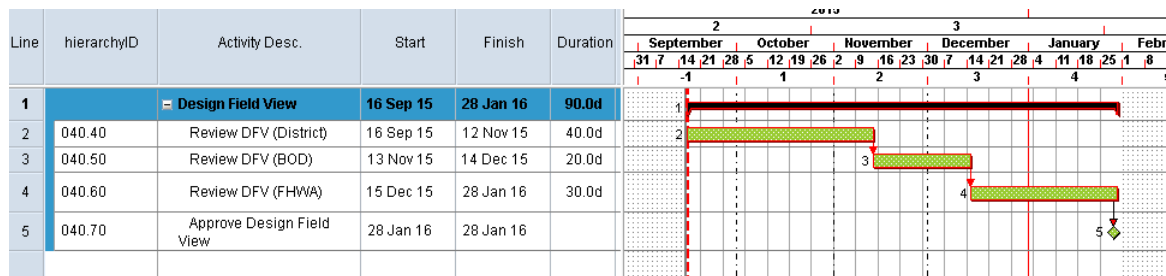 2015
2 3
Line hierarchyID Activity Desc. Start Finish Duration
September October November December January Febr
31 7 14 21 28 5 12 19 26 2 9 16 23 30 7 14 21 28 4 11 18 25 1 8
-1 1 2 3 4
1 Design Field View 16 Sep 15 28 Jan 16 90.0d 1
2 040.40 Review DFV (District) 16 Sep 15 12 Nov 15 40.0d 2
3 040.50 Review DFV (BOD) 13 Nov 15 14 Dec 15 20.0d 3
4 040.60 Review DFV (FHWA) 15 Dec 15 28 Jan 16 30.0d 4
5 040.70 Approve Design Field 28 Jan 16 28 Jan 16 5
View